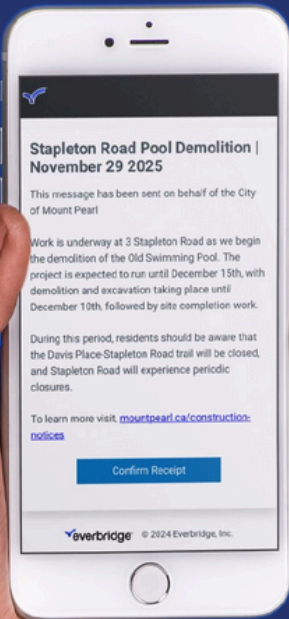 Stapleton Road Pool Demolition |
November 29 2025
This message has been sent on behalf of the City
of Mount Pearl
Work is underway at 3 Stapleton Road as we begin
the demolition of the Old Swimming Pool. The
project is expected to run until December 15th, with
demolition and excavation taking place until
December 10th, followed by site completion work.
During this period, residents should be aware that
the Davis Place-Stapleton Road trail will be closed,
and Stapleton Road will experience periodic
closures.
To learn more visit mountpearl.ca/construction-
notices
Confirm Receipt
everbridge © 2024 Everbridge, Inc.